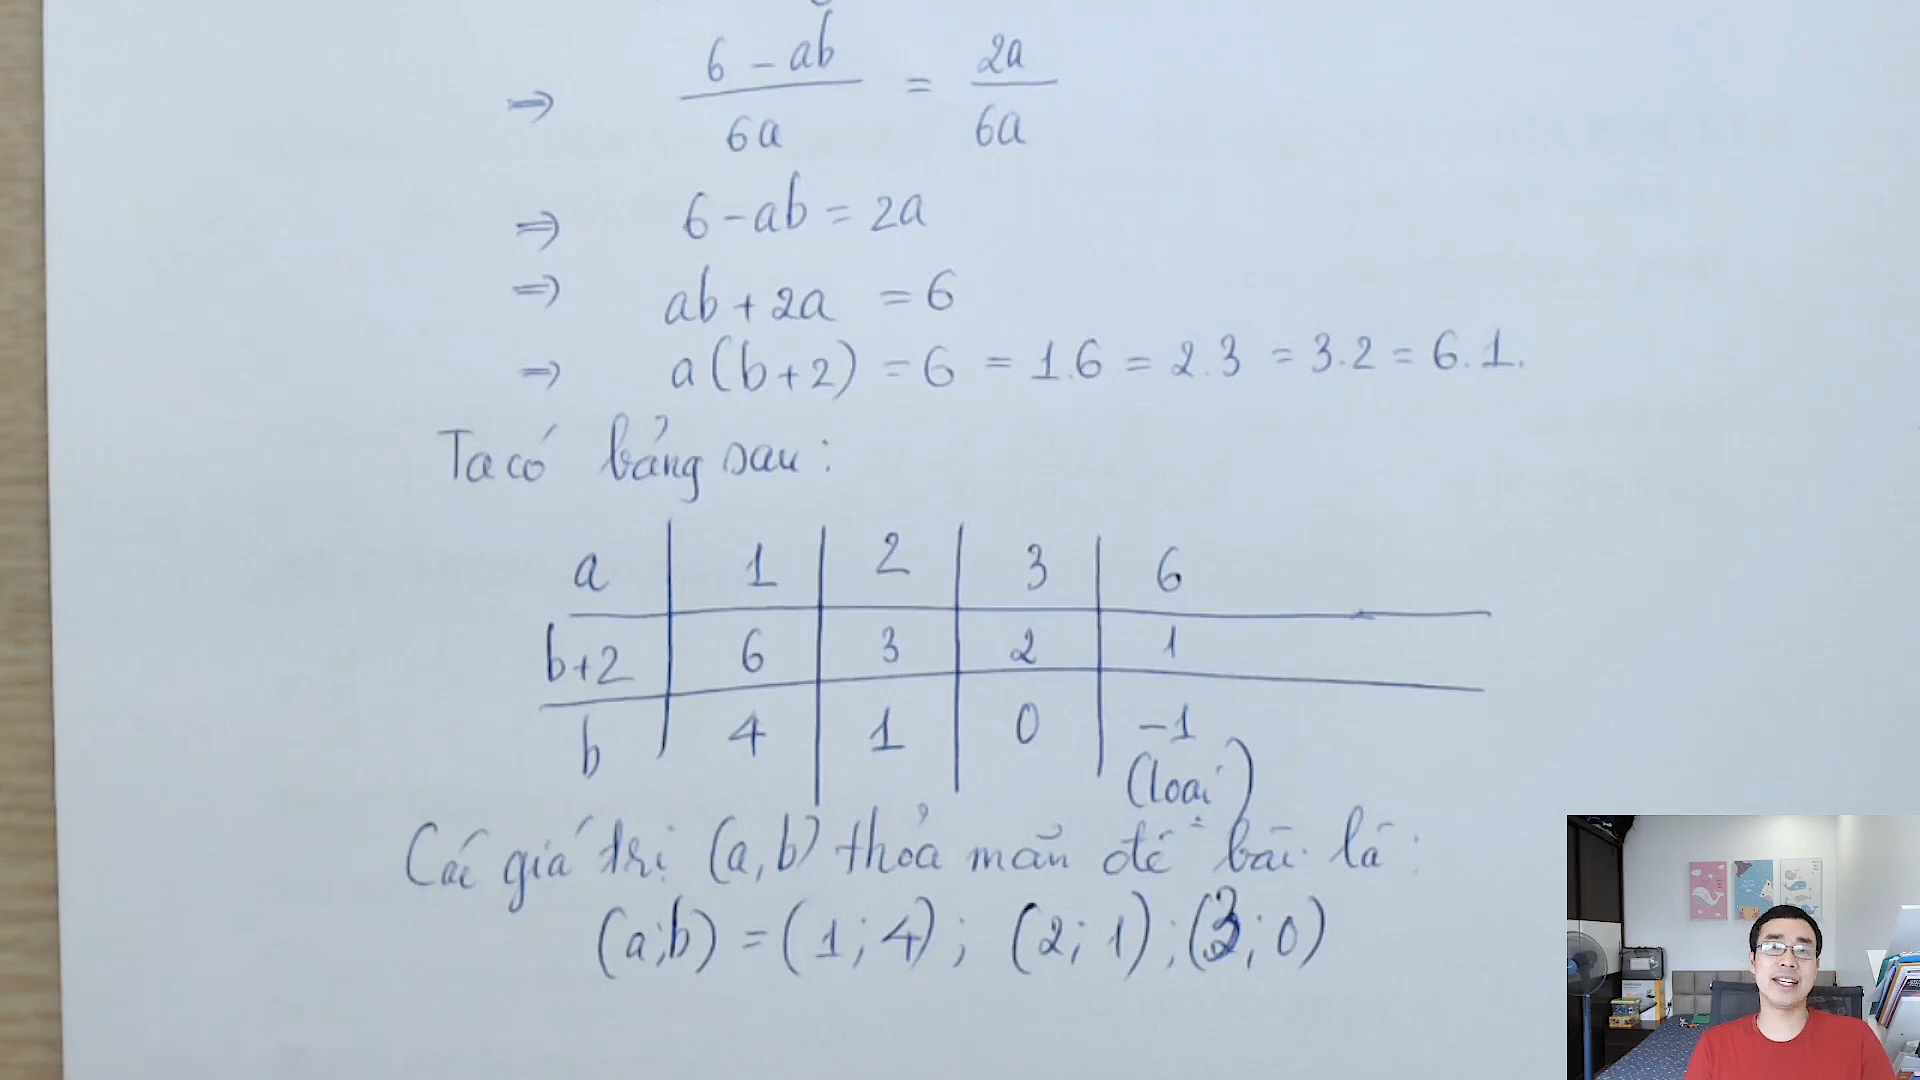 ⇒ (6 - ab)/6a = 2a/6a
⇒ 6 - ab = 2a
⇒ ab + 2a = 6
⇒ a(b+2) = 6 = 1.6 = 2.3 = 3.2 = 6.1.
Ta có bảng sau:
a | 1 | 2 | 3 | 6
b+2 | 6 | 3 | 2 | 1
b | 4 | 1 | 0 | -1
(loại)
Các giá trị (a,b) thỏa mãn đề bài là:
(a;b) = (1; 4); (2; 1); (3; 0)